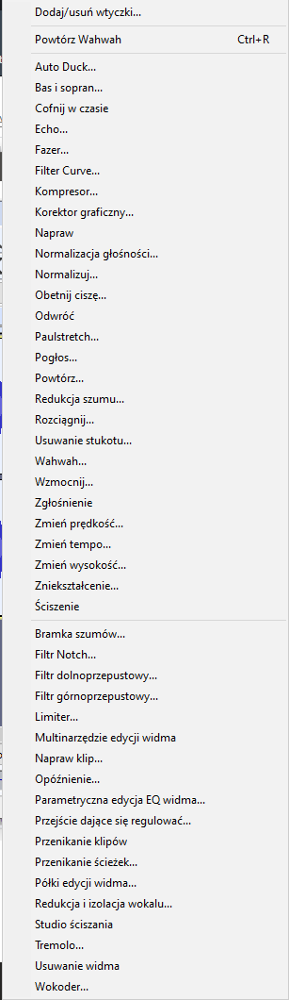 Dodaj/usuń wtyczki...
Powtórz Wahwah Ctrl+R
Auto Duck...
Bas i sopran...
Cofnij w czasie
Echo...
Fazer...
Filter Curve...
Kompresor...
Korektor graficzny...
Napraw
Normalizacja głośności...
Normalizuj...
Obetnij ciszę...
Odwróć
Paulstretch...
Pogłos...
Powtórz...
Redukcja szumu...
Rozciągnij...
Usuwanie stukotu...
Wahwah...
Wzmocnij...
Zgłośnienie
Zmień prędkość...
Zmień tempo...
Zmień wysokość...
Zniekształcenie...
Ściszenie
Bramka szumów...
Filtr Notch...
Filtr dolnoprzepustowy...
Filtr górnoprzepustowy...
Limiter...
Multinarzędzie edycji widma
Napraw klip...
Opóźnienie...
Parametryczna edycja EQ widma...
Przejście dające się regulować...
Przenikanie klipów
Przenikanie ścieżek...
Półki edycji widma...
Redukcja i izolacja wokalu...
Studio ściszania
Tremolo...
Usuwanie widma
Wokoder...